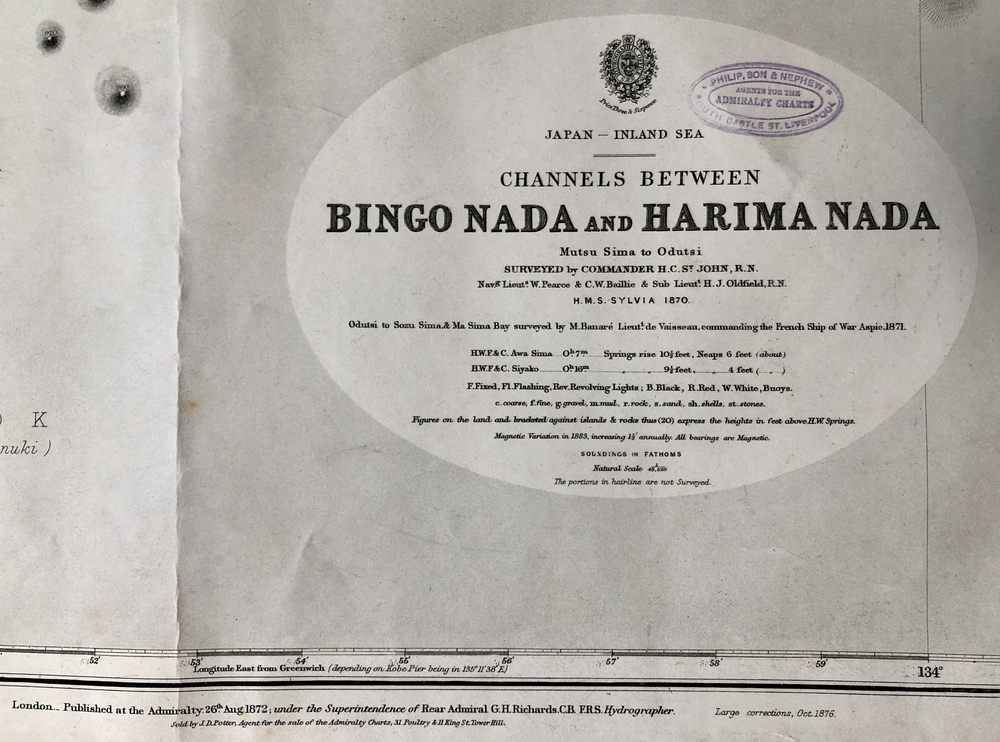 Price Three & Sixpence
PHILIP, SON & NEPHEW
AGENTS FOR THE
ADMIRALTY CHARTS
CASTLE ST. LIVERPOOL
JAPAN – INLAND SEA
CHANNELS BETWEEN
BINGO NADA AND HARIMA NADA
Mutsu Sima to Odutsi
SURVEYED by COMMANDER H.C. ST JOHN, R.N.
Navg Lieuts. W. Pearce & C.W. Baillie & Sub Lieut. H.J. Oldfield, R.N.
H.M.S. SYLVIA 1870.
Odutsi to Sozu Sima, & Ma Sima Bay surveyed by M. Banaré Lieut. de Vaisseau, commanding the French Ship of War Aspic, 1871.
H.W.F.& C. Awa Sima 0h 7m Springs rise 10½ feet, Neaps 6 feet (about)
H.W.F.& C. Siyako 0h 16m „ „ 9½ feet, „ 4 feet ( „ )
F. Fixed, Fl. Flashing, Rev. Revolving Lights; B. Black, R. Red, W. White, Buoys.
c. coarse, f. fine, g. gravel, m. mud, r. rock, s. sand, sh. shells, st. stones.
Figures on the land and bracketed against islands & rocks thus (20) express the heights in feet above H.W. Springs.
Magnetic Variation in 1883, increasing 1½' annually. All bearings are Magnetic.
SOUNDINGS IN FATHOMS
Natural Scale
The portions in hairline are not Surveyed.
K
nuki )
52' 53' 54' 55' 56' 57' 58' 59' 134°
Longitude East from Greenwich (depending on Kobe Pier being in 135° 11' 38" E)
London. Published at the Admiralty 26th Aug 1872; under the Superintendence of Rear Admiral G.H. Richards. C.B. F.R.S. Hydrographer.
Large corrections, Oct. 1876.
Sold by J.D. Potter, Agent for the sale of the Admiralty Charts, 31 Poultry & 11 King St. Tower Hill.